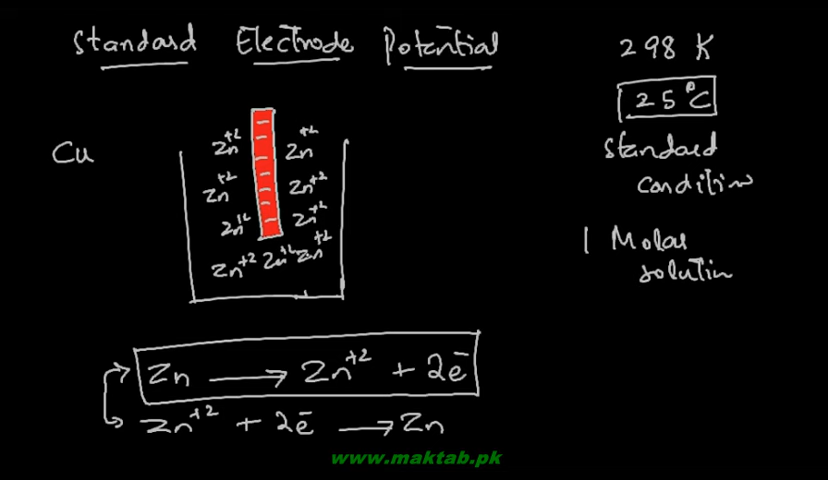 Standard Electrode Potential
298 K
25°C
Standard
condition
1 Molar
solution
Cu
Zn⁺² Zn⁺²
Zn⁺² Zn⁺²
Zn⁺² Zn⁺²
Zn⁺² Zn⁺² Zn⁺²
Zn ⟶ Zn⁺² + 2e⁻
Zn⁺² + 2e⁻ ⟶ Zn
www.maktab.pk